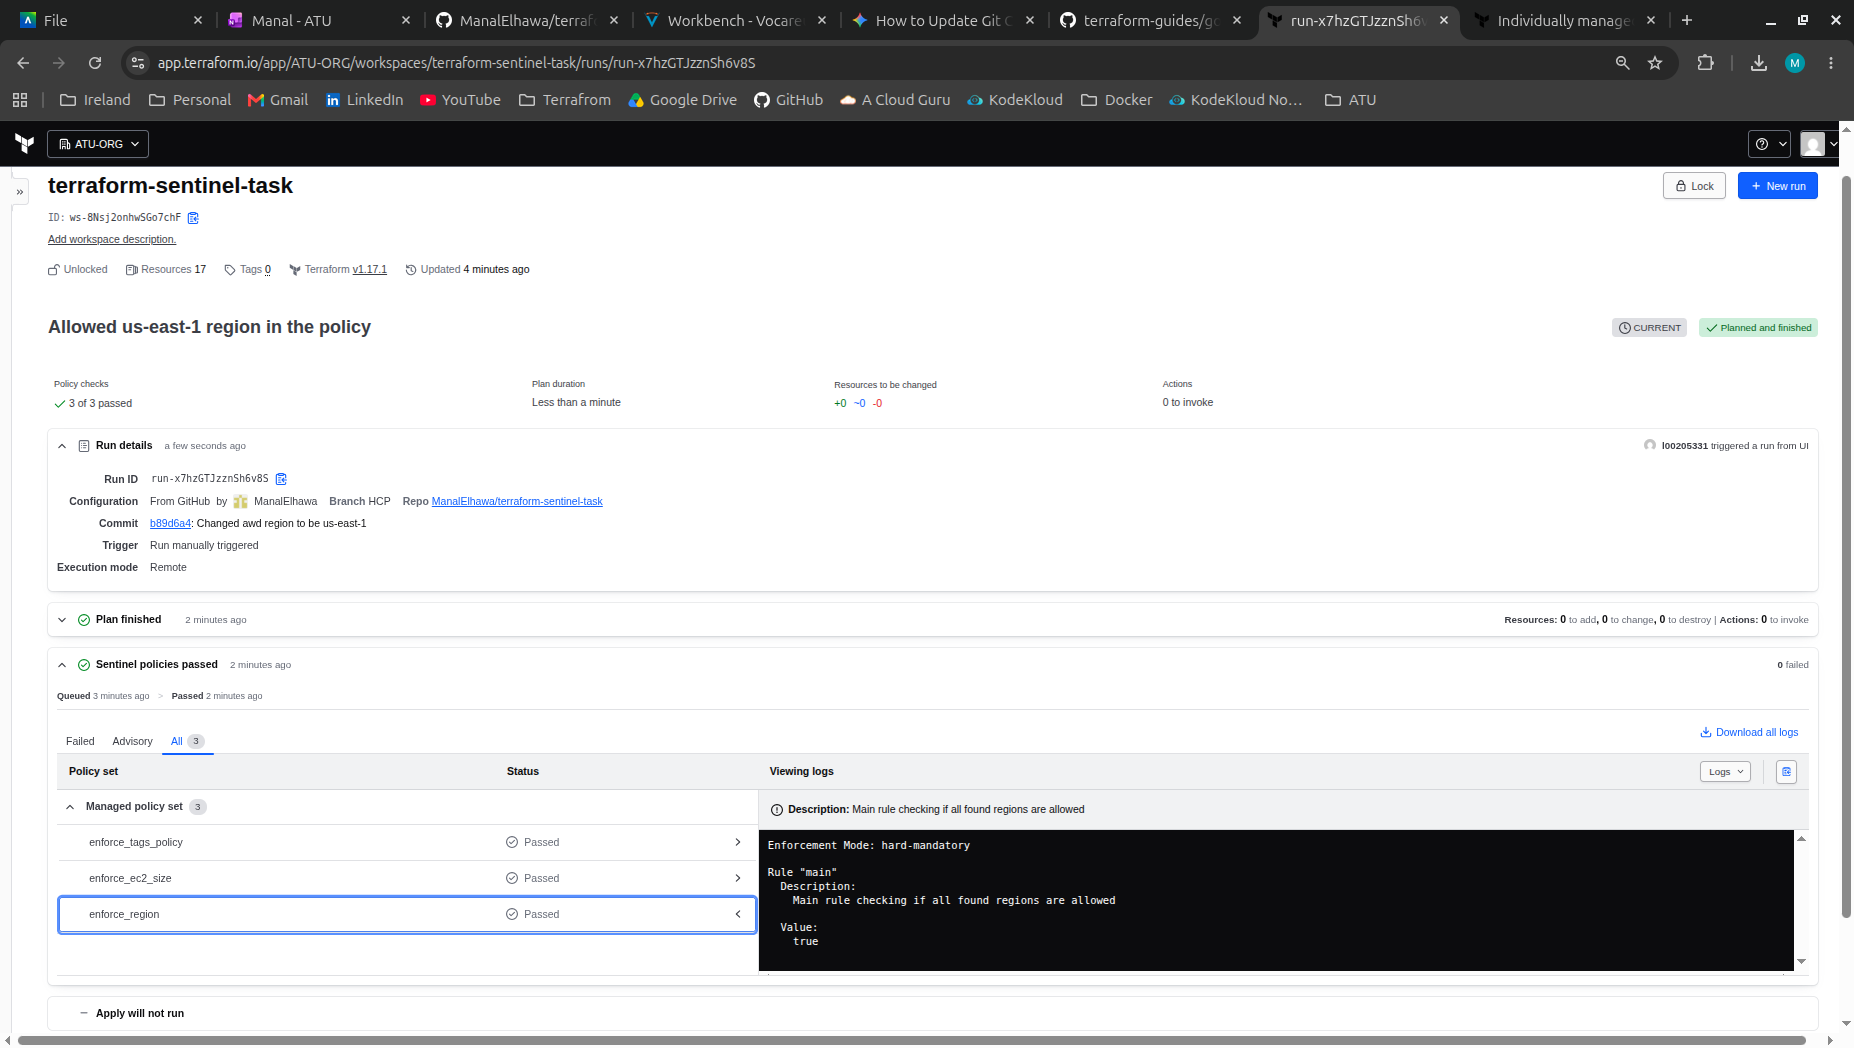 File
Manal - ATU
ManalElhawa/terraf
Workbench - Vocare
How to Update Git C
terraform-guides/go
run-x7hzGTJzznSh6v
Individually manage
app.terraform.io/app/ATU-ORG/workspaces/terraform-sentinel-task/runs/run-x7hzGTJzznSh6v8S
M
Ireland
Personal
Gmail
LinkedIn
YouTube
Terrafrom
Google Drive
GitHub
A Cloud Guru
KodeKloud
Docker
KodeKloud No...
ATU
ATU-ORG
terraform-sentinel-task
Lock
+ New run
ID: ws-8Nsj2onhwSGo7chF
Add workspace description.
Unlocked Resources 17 Tags 0 Terraform v1.17.1 Updated 4 minutes ago
Allowed us-east-1 region in the policy
CURRENT
Planned and finished
Policy checks
3 of 3 passed
Plan duration
Less than a minute
Resources to be changed
+0 ~0 -0
Actions
0 to invoke
Run details a few seconds ago
l00205331 triggered a run from UI
Run ID run-x7hzGTJzznSh6v8S
Configuration From GitHub by ManalElhawa Branch HCP Repo ManalElhawa/terraform-sentinel-task
Commit b89d6a4: Changed awd region to be us-east-1
Trigger Run manually triggered
Execution mode Remote
Plan finished 2 minutes ago
Resources: 0 to add, 0 to change, 0 to destroy | Actions: 0 to invoke
Sentinel policies passed 2 minutes ago
0 failed
Queued 3 minutes ago > Passed 2 minutes ago
Failed Advisory All 3
Download all logs
Policy set Status Viewing logs
Logs
Managed policy set 3
Description: Main rule checking if all found regions are allowed
enforce_tags_policy Passed
enforce_ec2_size Passed
enforce_region Passed
Enforcement Mode: hard-mandatory
Rule "main"
Description:
Main rule checking if all found regions are allowed
Value:
true
Apply will not run